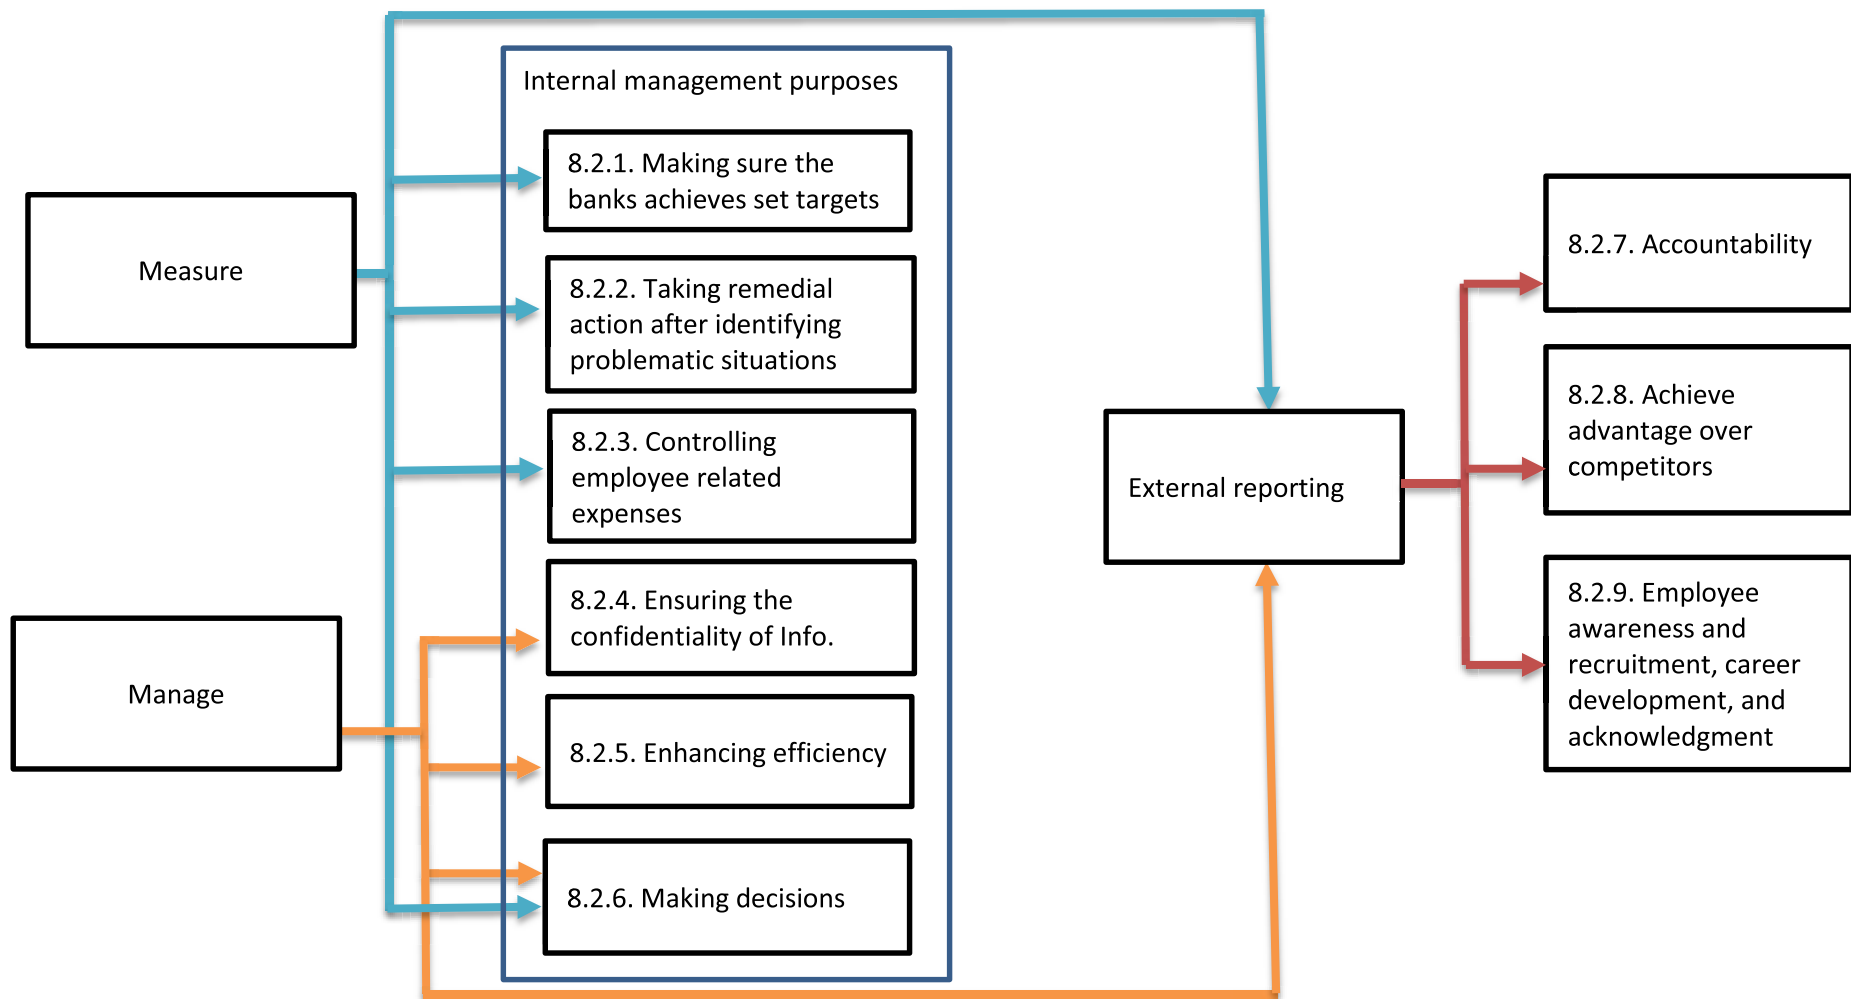 Internal management purposes
8.2.1. Making sure the
banks achieves set targets
Measure
8.2.2. Taking remedial
action after identifying
problematic situations
8.2.3. Controlling
employee related
expenses
8.2.4. Ensuring the
confidentiality of Info.
Manage
8.2.5. Enhancing efficiency
8.2.6. Making decisions
External reporting
8.2.7. Accountability
8.2.8. Achieve
advantage over
competitors
8.2.9. Employee
awareness and
recruitment, career
development, and
acknowledgment